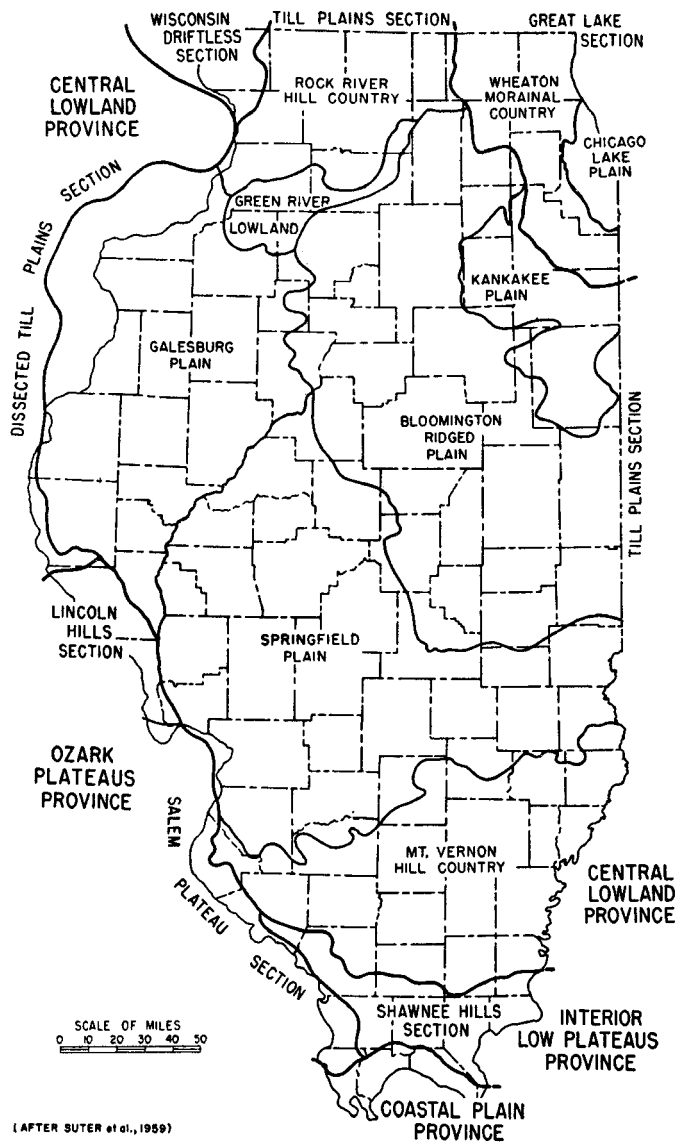 WISCONSIN
DRIFTLESS
SECTION
TILL PLAINS SECTION
GREAT LAKE
SECTION
CENTRAL
LOWLAND
PROVINCE
ROCK RIVER
HILL COUNTRY
WHEATON
MORAINAL
COUNTRY
CHICAGO
LAKE
PLAIN
DISSECTED TILL PLAINS SECTION
GREEN RIVER
LOWLAND
KANKAKEE
PLAIN
GALESBURG
PLAIN
BLOOMINGTON
RIDGED
PLAIN
TILL PLAINS SECTION
LINCOLN
HILLS
SECTION
SPRINGFIELD
PLAIN
OZARK
PLATEAUS
PROVINCE
SALEM PLATEAU SECTION
MT. VERNON
HILL COUNTRY
CENTRAL
LOWLAND
PROVINCE
SHAWNEE HILLS
SECTION
INTERIOR
LOW PLATEAUS
PROVINCE
SCALE OF MILES
0 10 20 30 40 50
COASTAL PLAIN
PROVINCE
(AFTER SUTER et al., 1959)